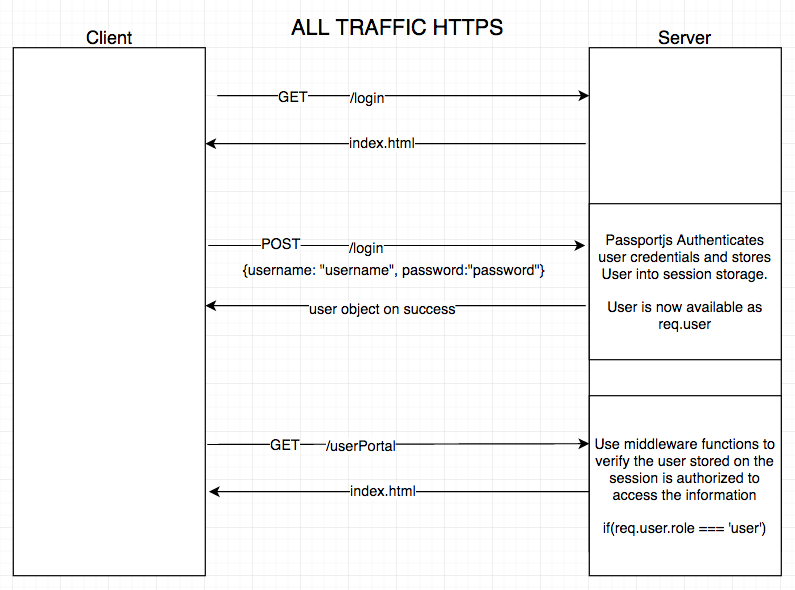 ALL TRAFFIC HTTPS
Client
Server
GET /login
index.html
POST /login
{username: "username", password:"password"}
Passportjs Authenticates
user credentials and stores
User into session storage.
User is now available as
req.user
user object on success
GET /userPortal
index.html
Use middleware functions to
verify the user stored on the
session is authorized to
access the information
if(req.user.role === 'user')